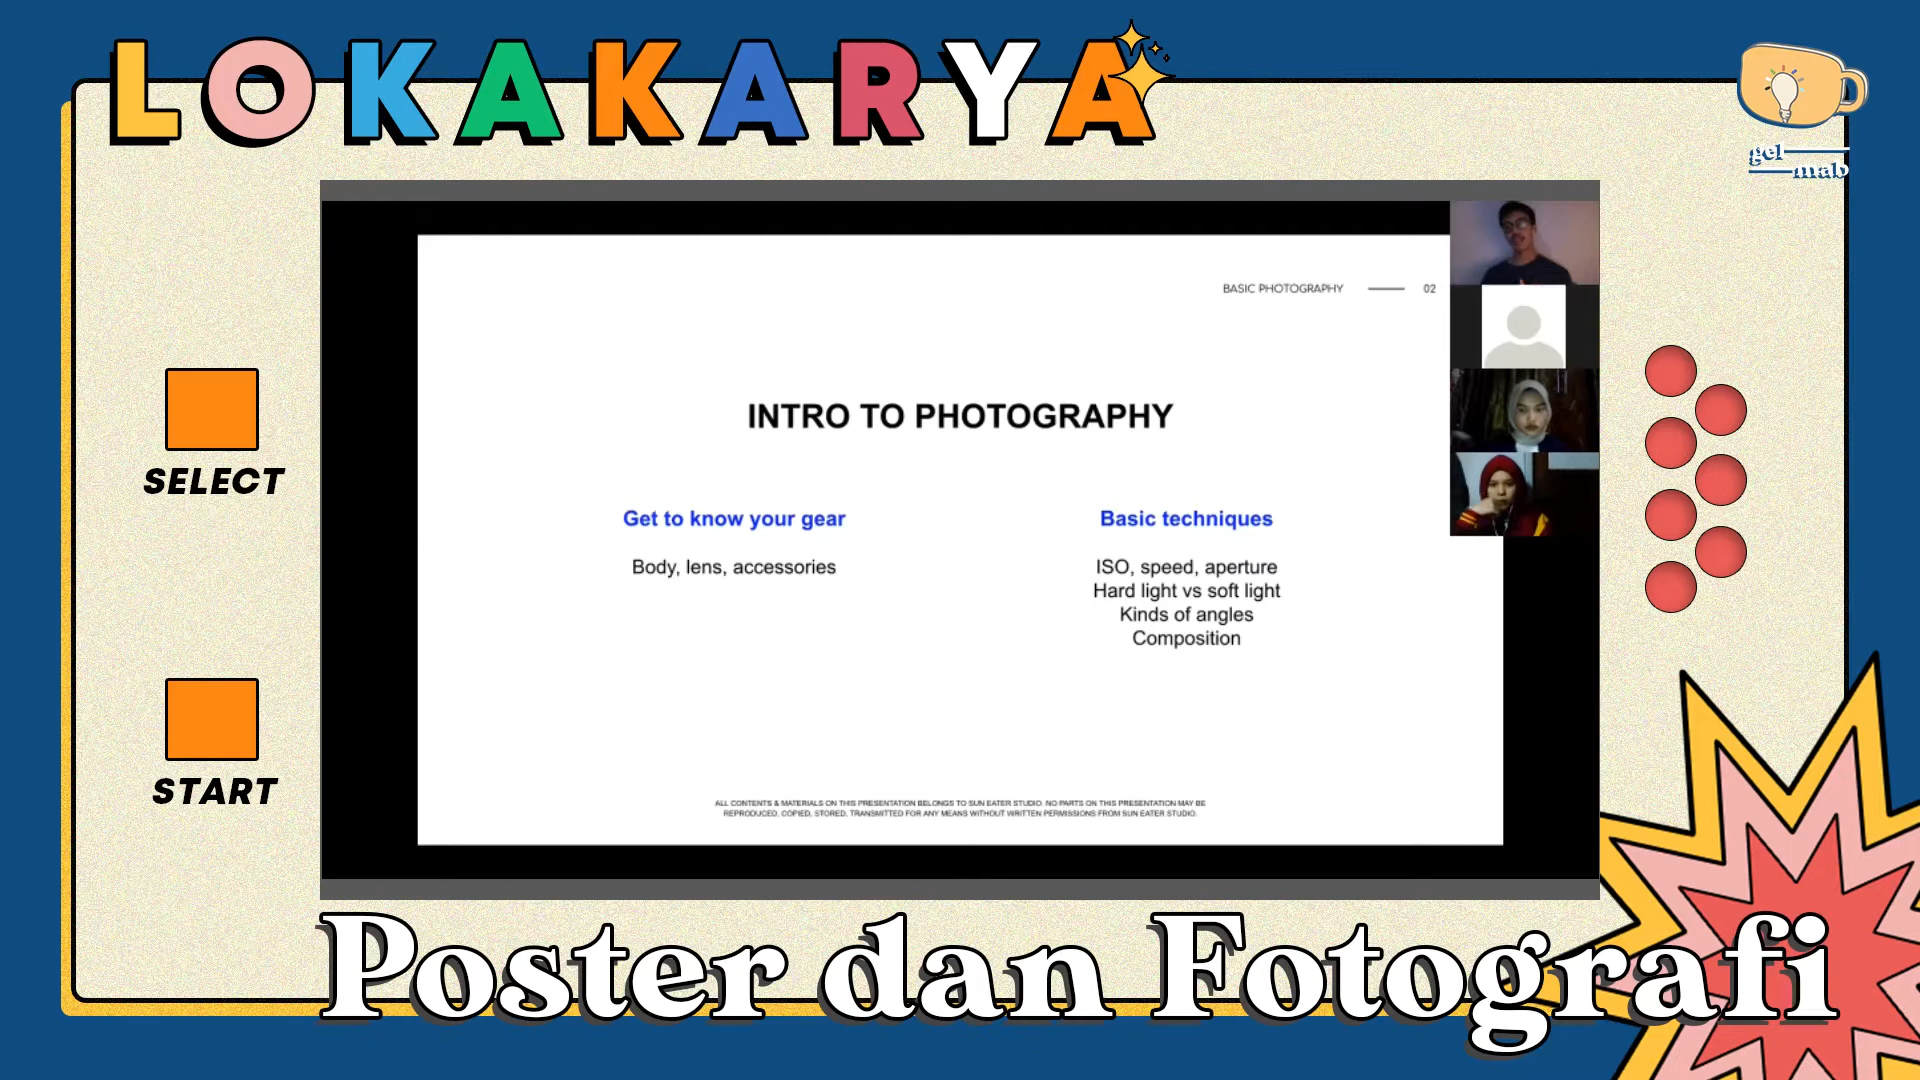 LOKAKARYA
gel
mab
BASIC PHOTOGRAPHY 02
INTRO TO PHOTOGRAPHY
Get to know your gear
Body, lens, accessories
Basic techniques
ISO, speed, aperture
Hard light vs soft light
Kinds of angles
Composition
ALL CONTENTS & MATERIALS ON THIS PRESENTATION BELONGS TO SUN EATER STUDIO. NO PARTS ON THIS PRESENTATION MAY BE
REPRODUCED, COPIED, STORED, TRANSMITTED FOR ANY MEANS WITHOUT WRITTEN PERMISSIONS FROM SUN EATER STUDIO.
SELECT
START
Poster dan Fotografi